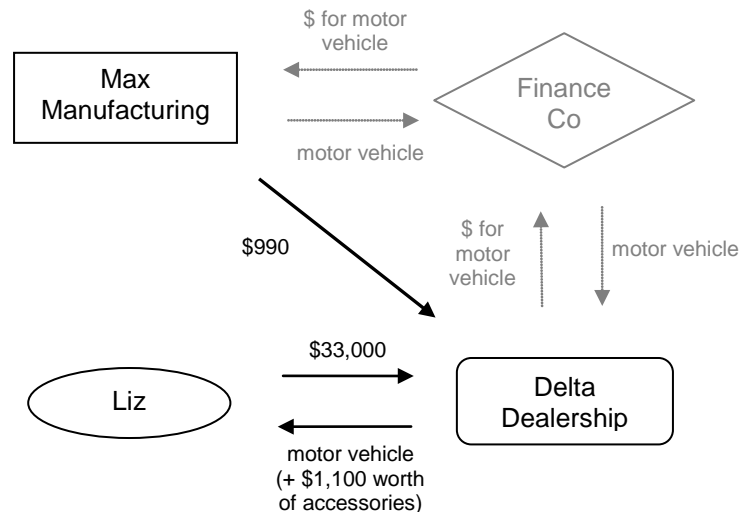 $ for motor
vehicle
Max
Manufacturing
Finance
Co
motor vehicle
$990
$ for
motor
vehicle
motor vehicle
$33,000
Liz
Delta
Dealership
motor vehicle
(+ $1,100 worth
of accessories)